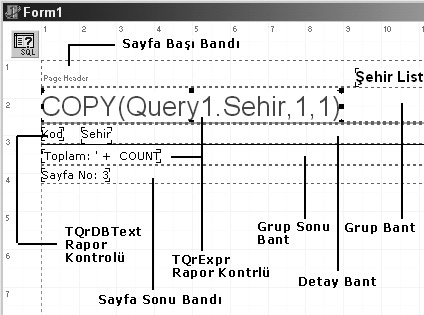 Form1
SQL
1 2 3 4 5 6 7 8 9 10 11
Sayfa Başı Bandı
1
Page Header
Şehir List
2
COPY(Query1.Sehir,1,1)
3
Kod Sehir
Toplam: ' + COUNT
4
Sayfa No: 3
5
Grup Sonu
Bant
Grup Bant
TQrDBText
Rapor
Kontrolü
TQrExpr
Rapor Kontrlü
6
Detay Bant
Sayfa Sonu Bandı
7